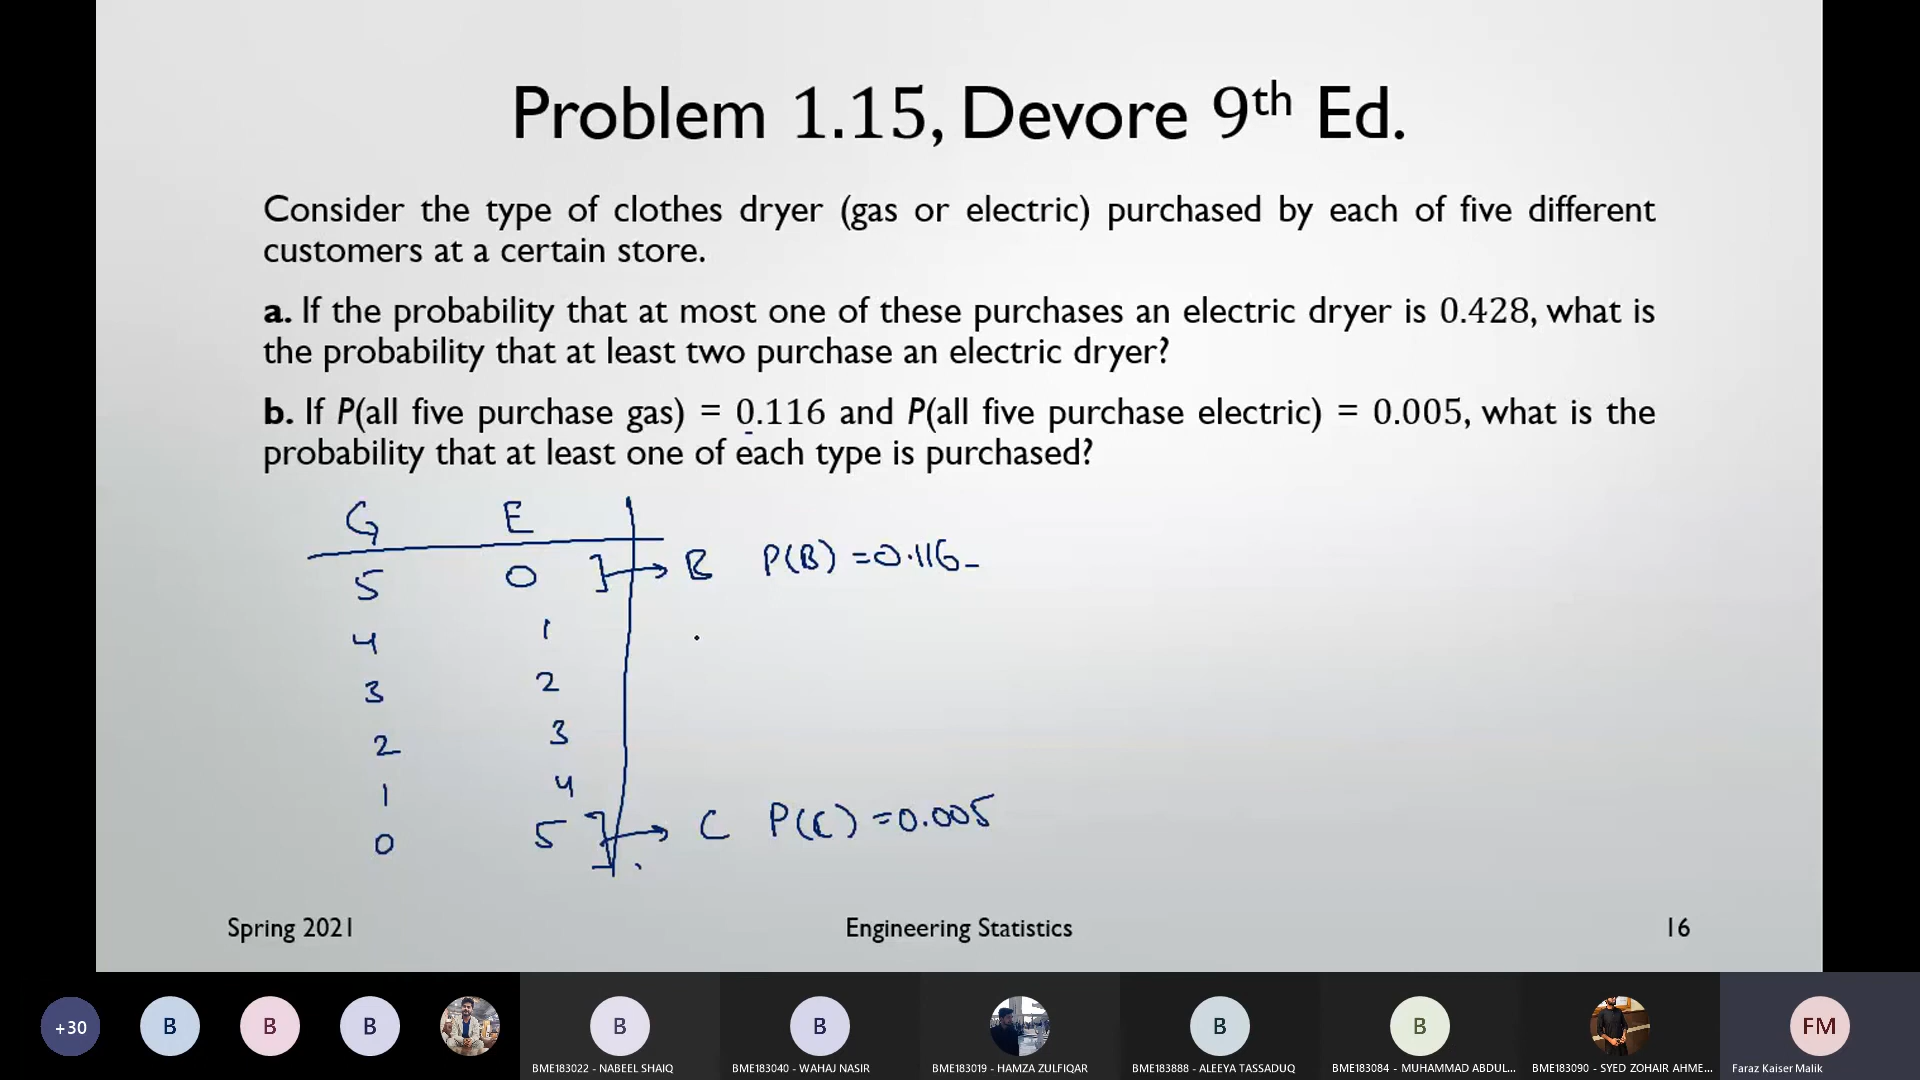 Problem 1.15, Devore 9th Ed.
Consider the type of clothes dryer (gas or electric) purchased by each of five different
customers at a certain store.
a. If the probability that at most one of these purchases an electric dryer is 0.428, what is
the probability that at least two purchase an electric dryer?
b. If P(all five purchase gas) = 0.116 and P(all five purchase electric) = 0.005, what is the
probability that at least one of each type is purchased?
G E
5 0 ] → B P(B) = 0.116
4 1
3 2
2 3
1 4
0 5 ] → C P(C) = 0.005
Spring 2021 Engineering Statistics 16
+30 B B B B B B B FM
BME183022 - NABEEL SHAIQ BME183040 - WAHAJ NASIR BME183019 - HAMZA ZULFIQAR BME183888 - ALEEYA TASSADUQ BME183084 - MUHAMMAD ABDUL... BME183090 - SYED ZOHAIR AHME... Faraz Kaiser Malik